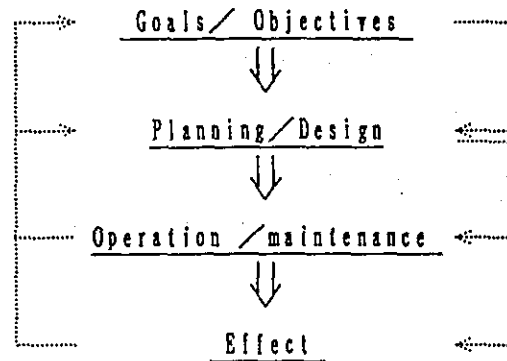 Goals/ Objectives
Planning/Design
Operation /maintenance
Effect